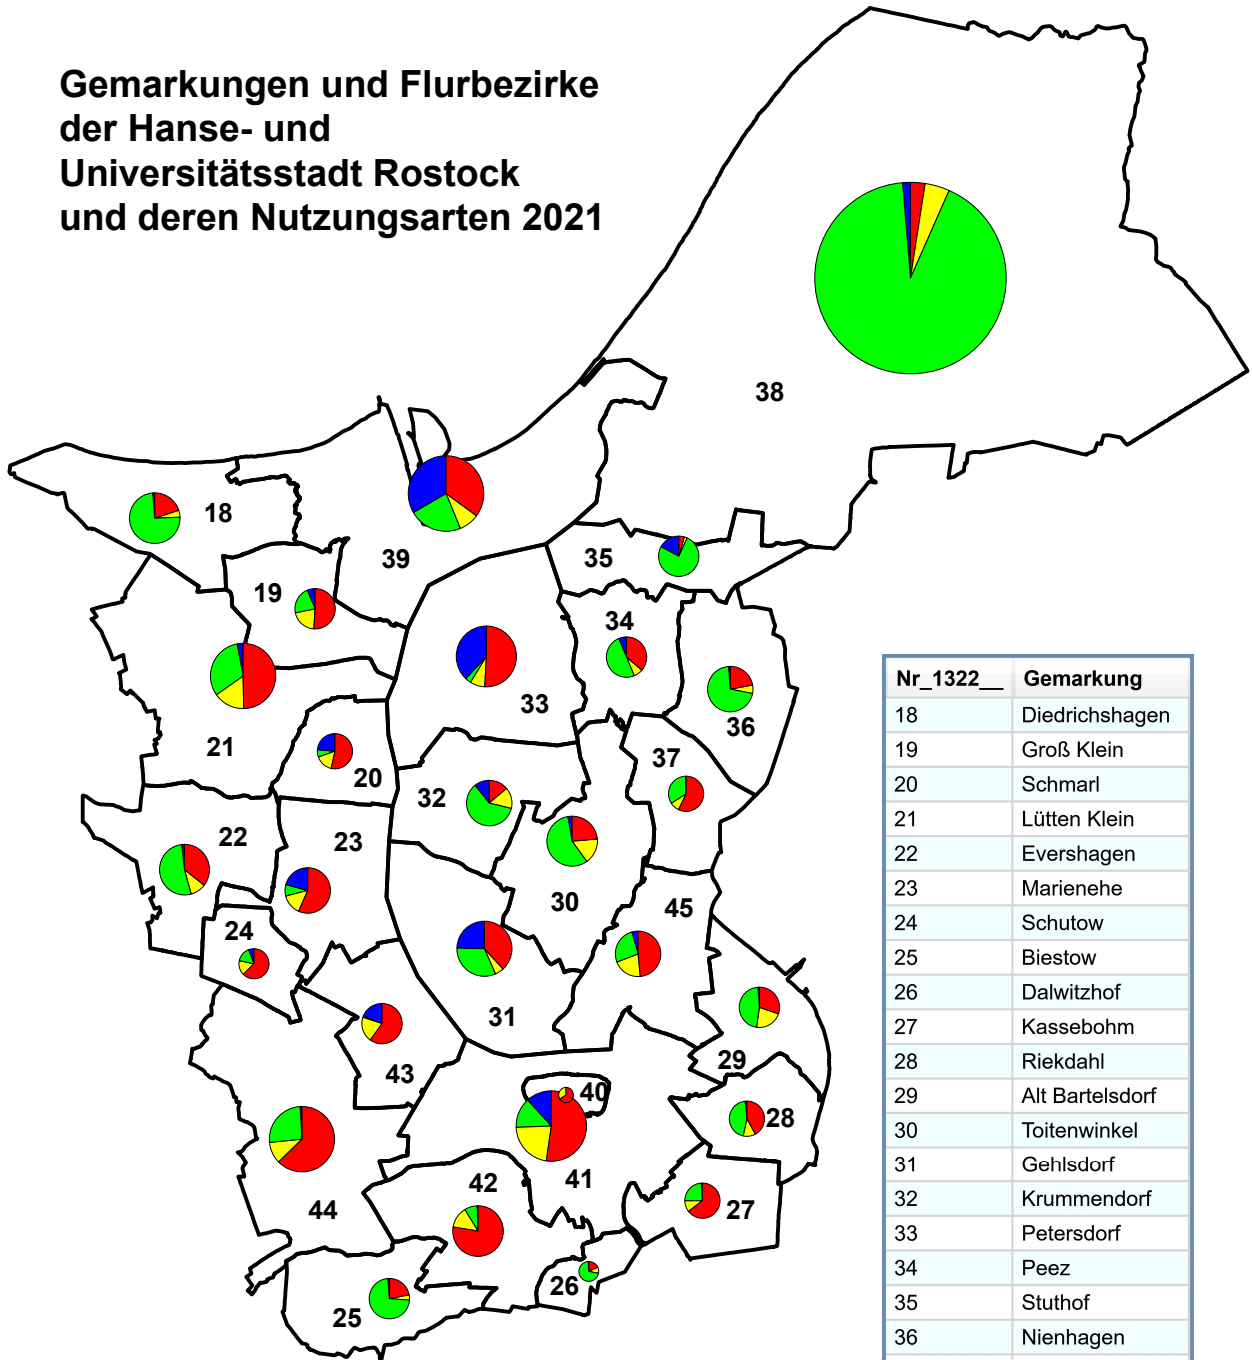 Gemarkungen und Flurbezirke
der Hanse- und
Universitätsstadt Rostock
und deren Nutzungsarten 2021
38
18
39
35
19
34
33
36
21
20
37
32
22
23
30
45
24
31
29
43
40
28
41
42
44
27
26
25
Nr_1322__ Gemarkung
18 Diedrichshagen
19 Groß Klein
20 Schmarl
21 Lütten Klein
22 Evershagen
23 Marienehe
24 Schutow
25 Biestow
26 Dalwitzhof
27 Kassebohm
28 Riekdahl
29 Alt Bartelsdorf
30 Toitenwinkel
31 Gehlsdorf
32 Krummendorf
33 Petersdorf
34 Peez
35 Stuthof
36 Nienhagen